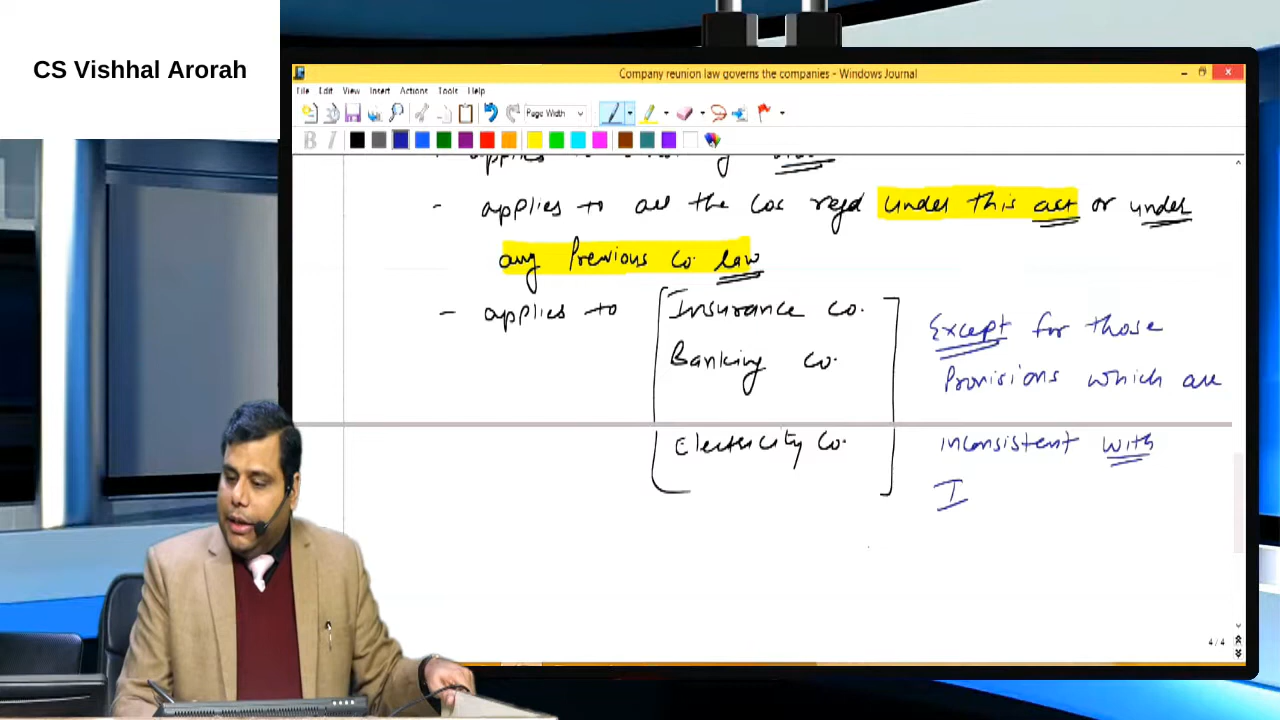 CS Vishhal Arorah
Company reunion law governs the companies - Windows Journal
File Edit View Insert Actions Tools Help
Page Width
B I
applies to
- applies to all the Cos regd under this act or under
any Previous Co. law
- applies to
Insurance Co.
Banking Co.
Electricity Co.
Except for those
Provisions which are
inconsistent with
I
4/4